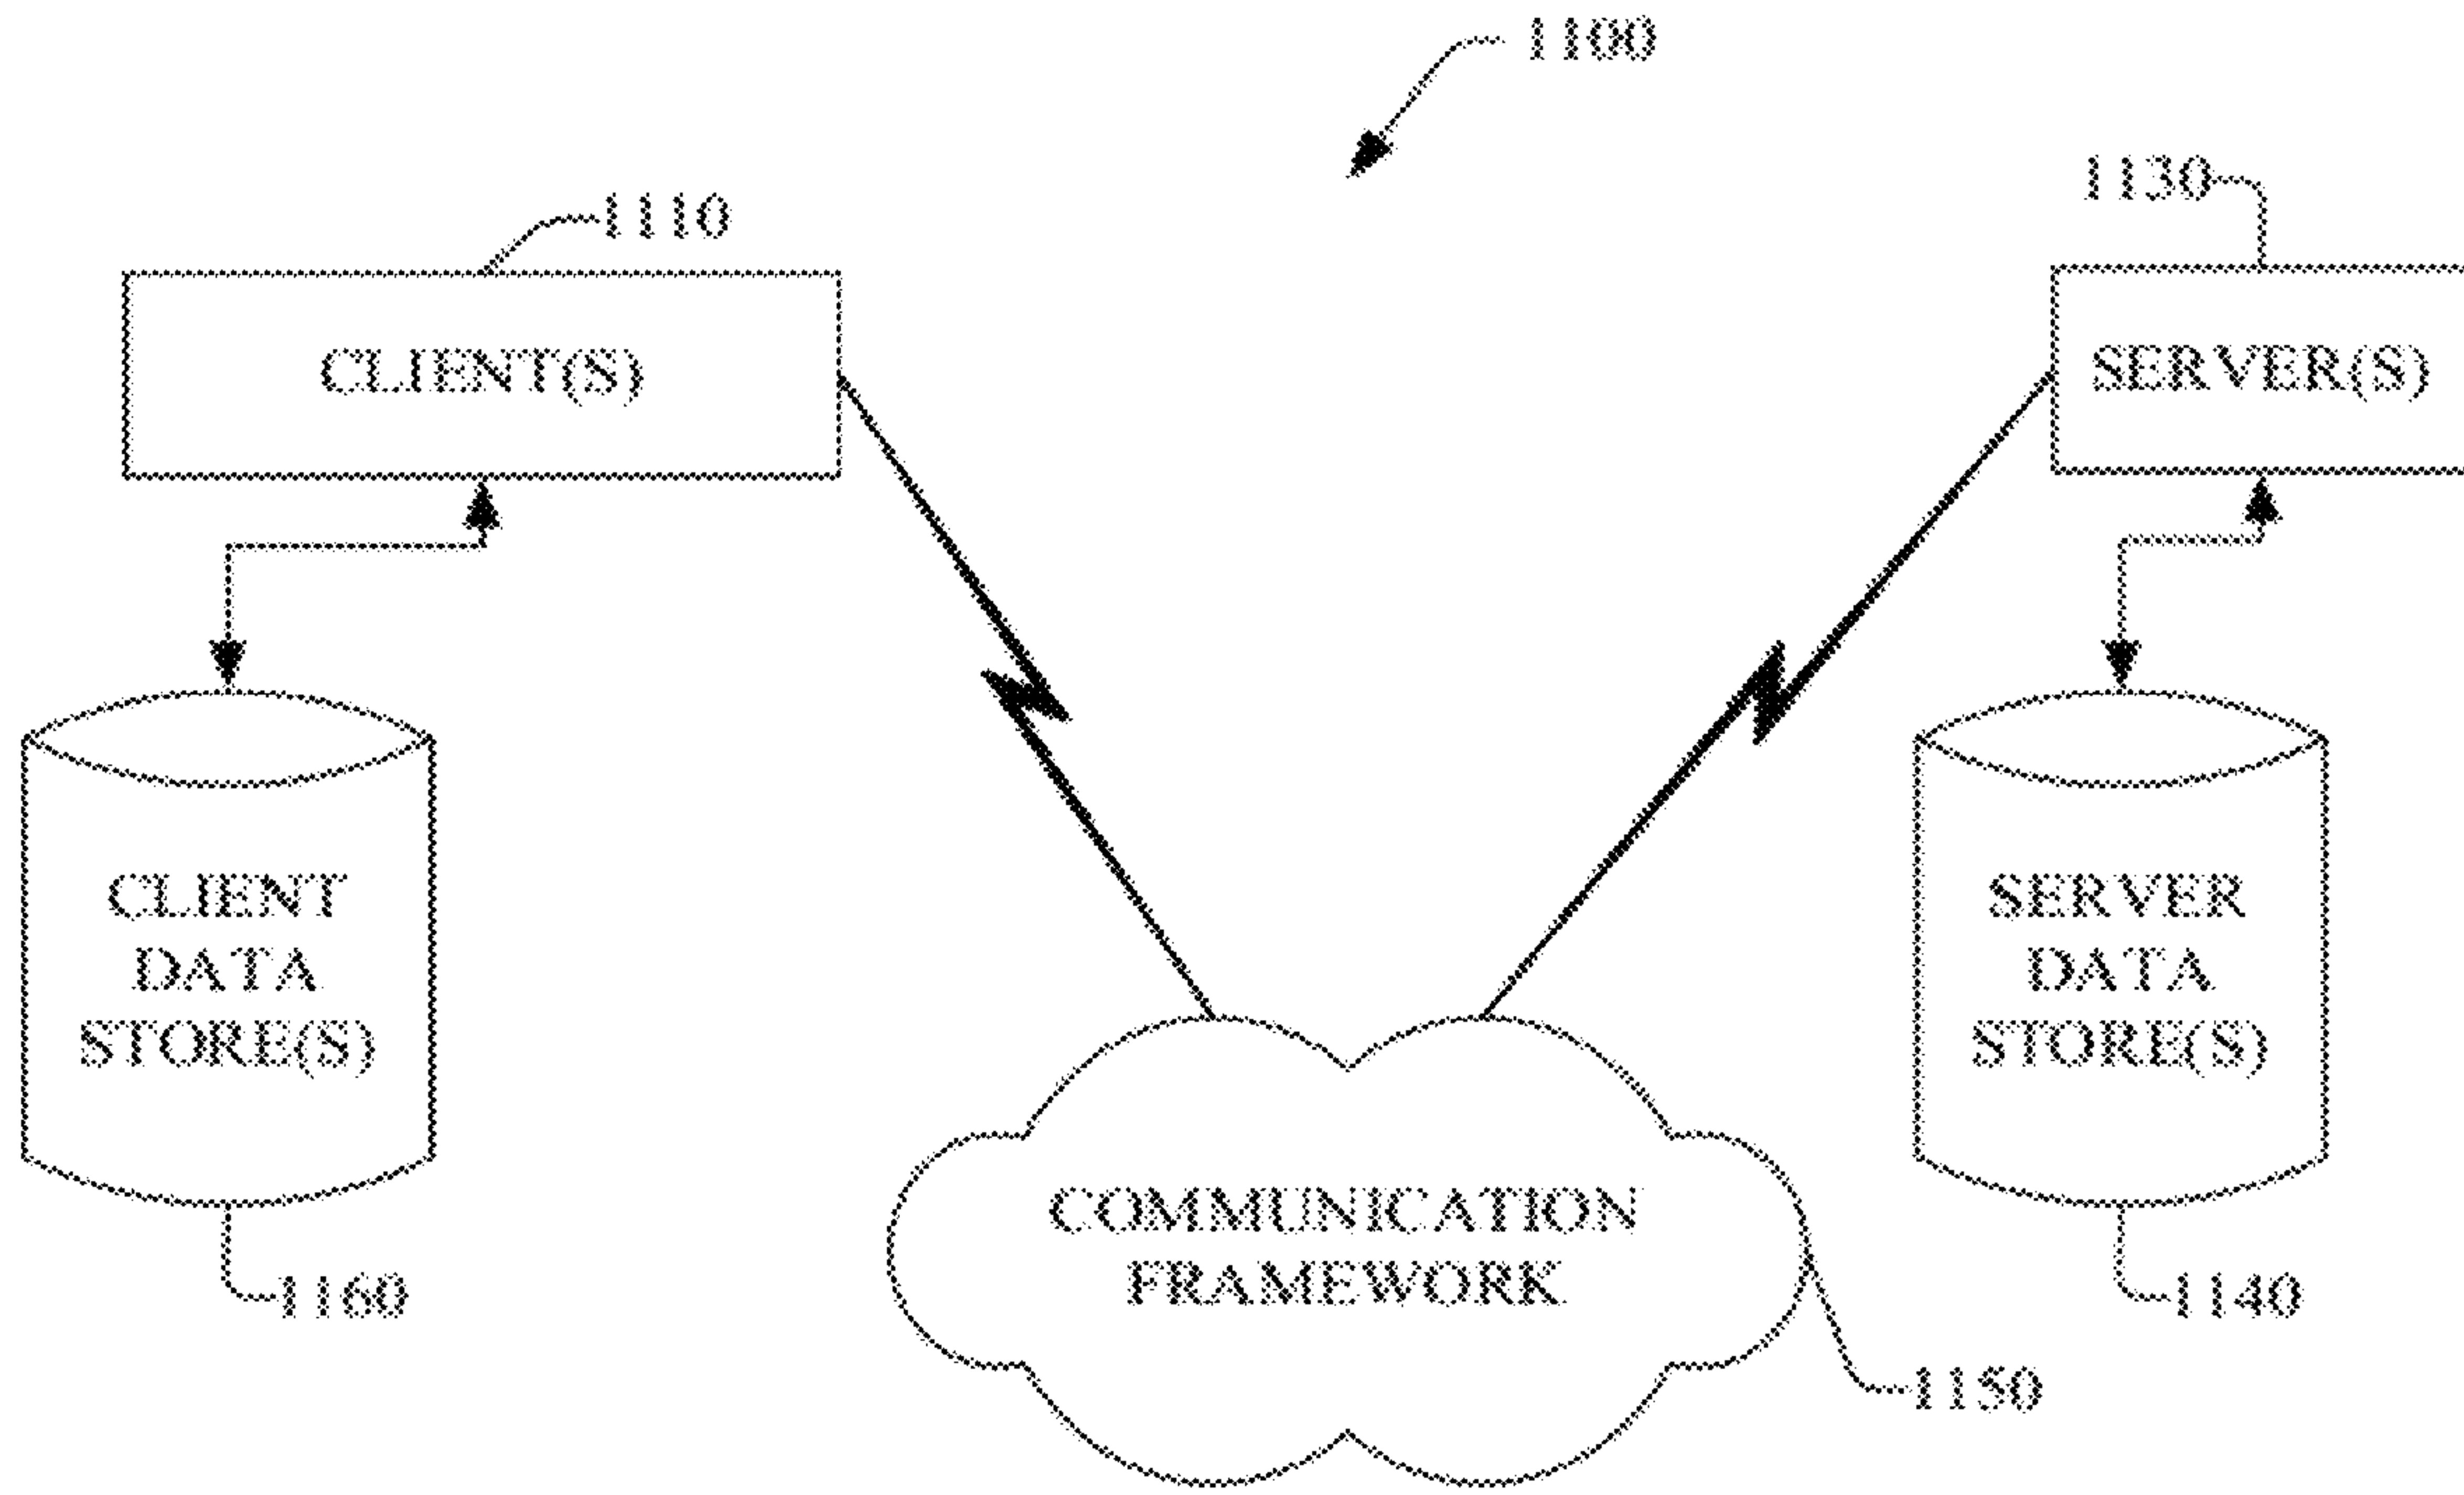 1100
1110
1130
CLIENT(S)
SERVER(S)
CLIENT
DATA
STORE(S)
SERVER
DATA
STORE(S)
COMMUNICATION
FRAMEWORK
1160
1140
1150